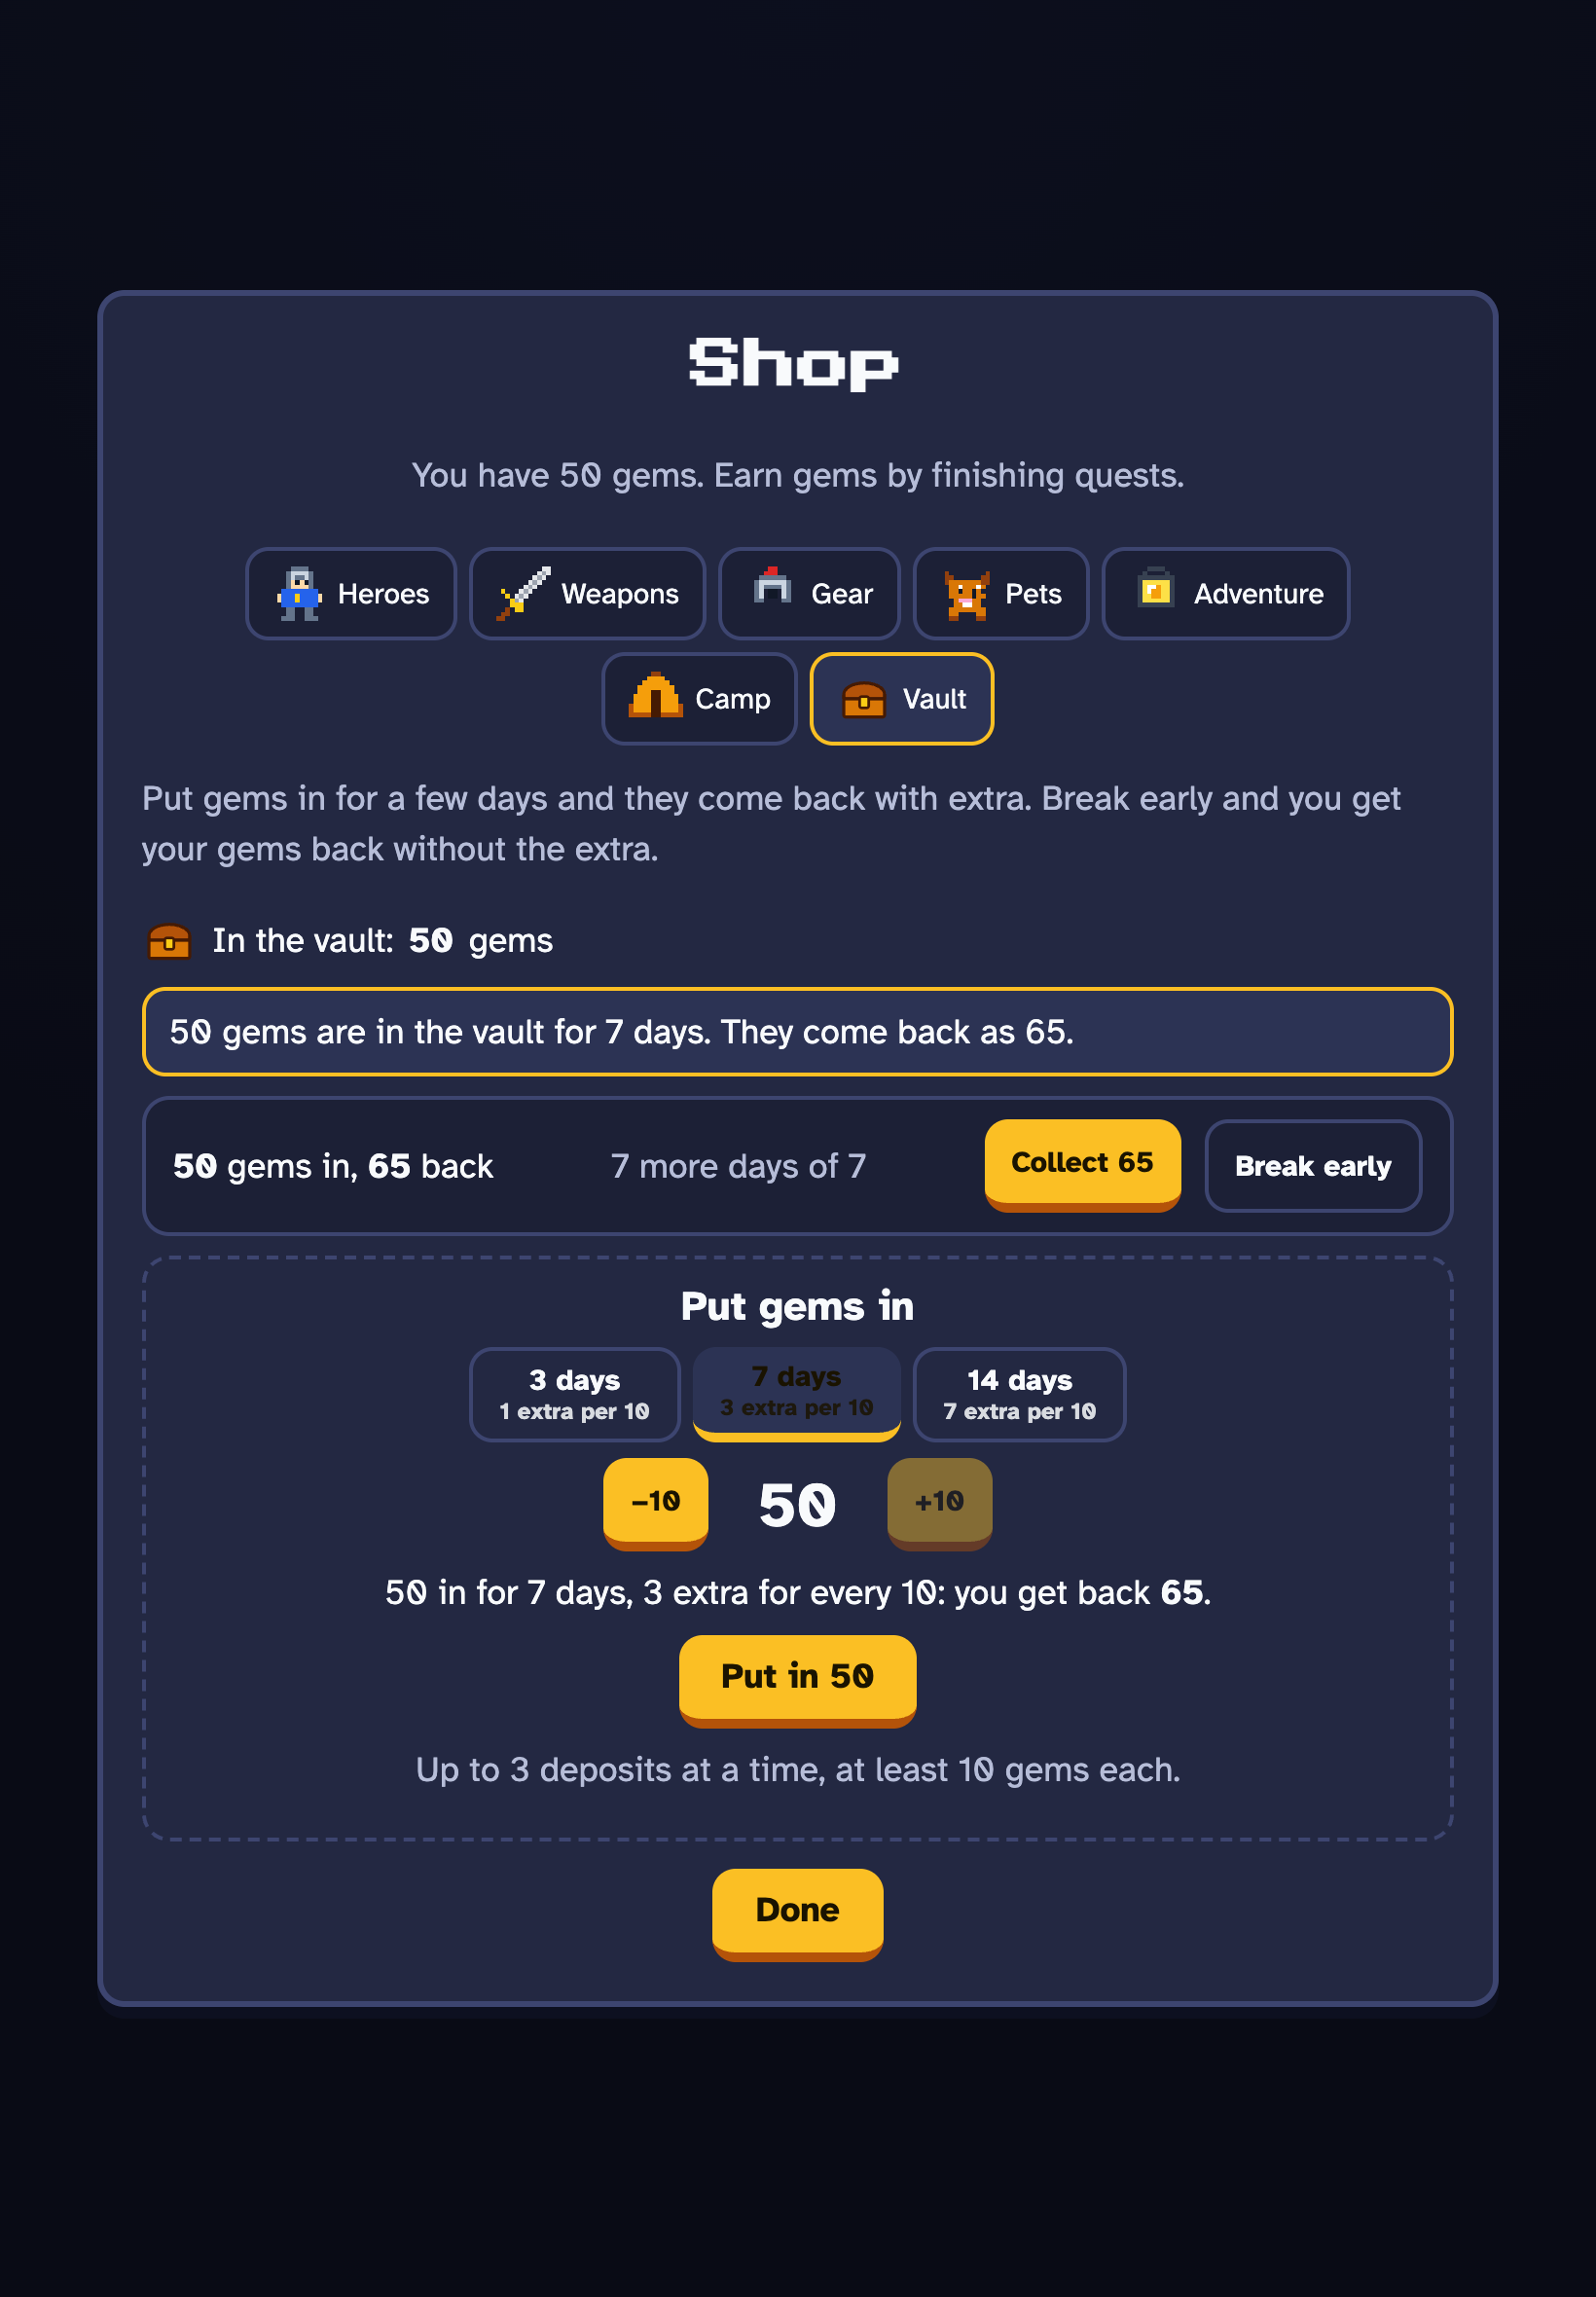 Shop
You have 50 gems. Earn gems by finishing quests.
Heroes
Weapons
Gear
Pets
Adventure
Camp
Vault
Put gems in for a few days and they come back with extra. Break early and you get
your gems back without the extra.
In the vault: 50 gems
50 gems are in the vault for 7 days. They come back as 65.
50 gems in, 65 back
7 more days of 7
Collect 65
Break early
Put gems in
3 days
1 extra per 10
7 days
3 extra per 10
14 days
7 extra per 10
−10
50
+10
50 in for 7 days, 3 extra for every 10: you get back 65.
Put in 50
Up to 3 deposits at a time, at least 10 gems each.
Done